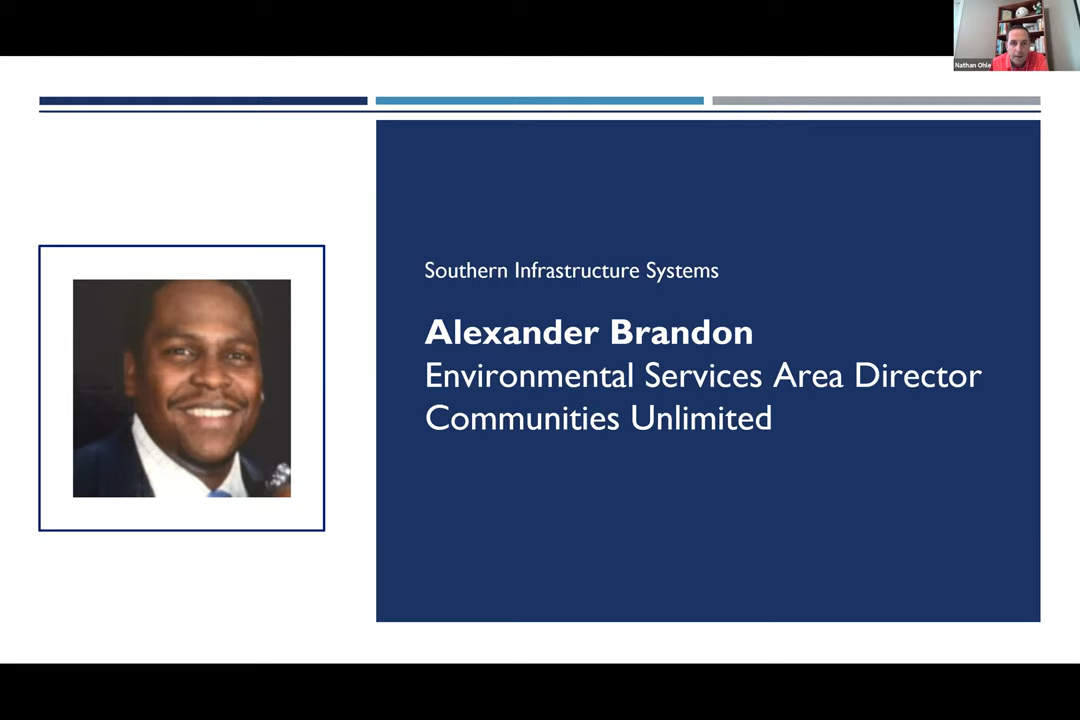 Nathan Ohle
Southern Infrastructure Systems
Alexander Brandon
Environmental Services Area Director
Communities Unlimited